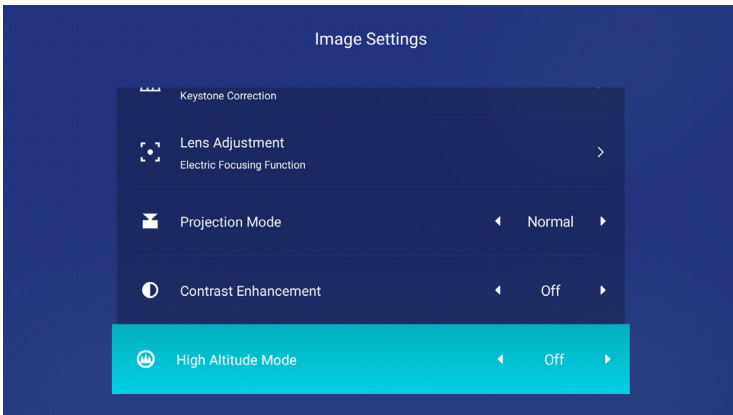 Image Settings
Keystone Correction
Lens Adjustment
Electric Focusing Function
Projection Mode
Normal
Contrast Enhancement
Off
High Altitude Mode
Off